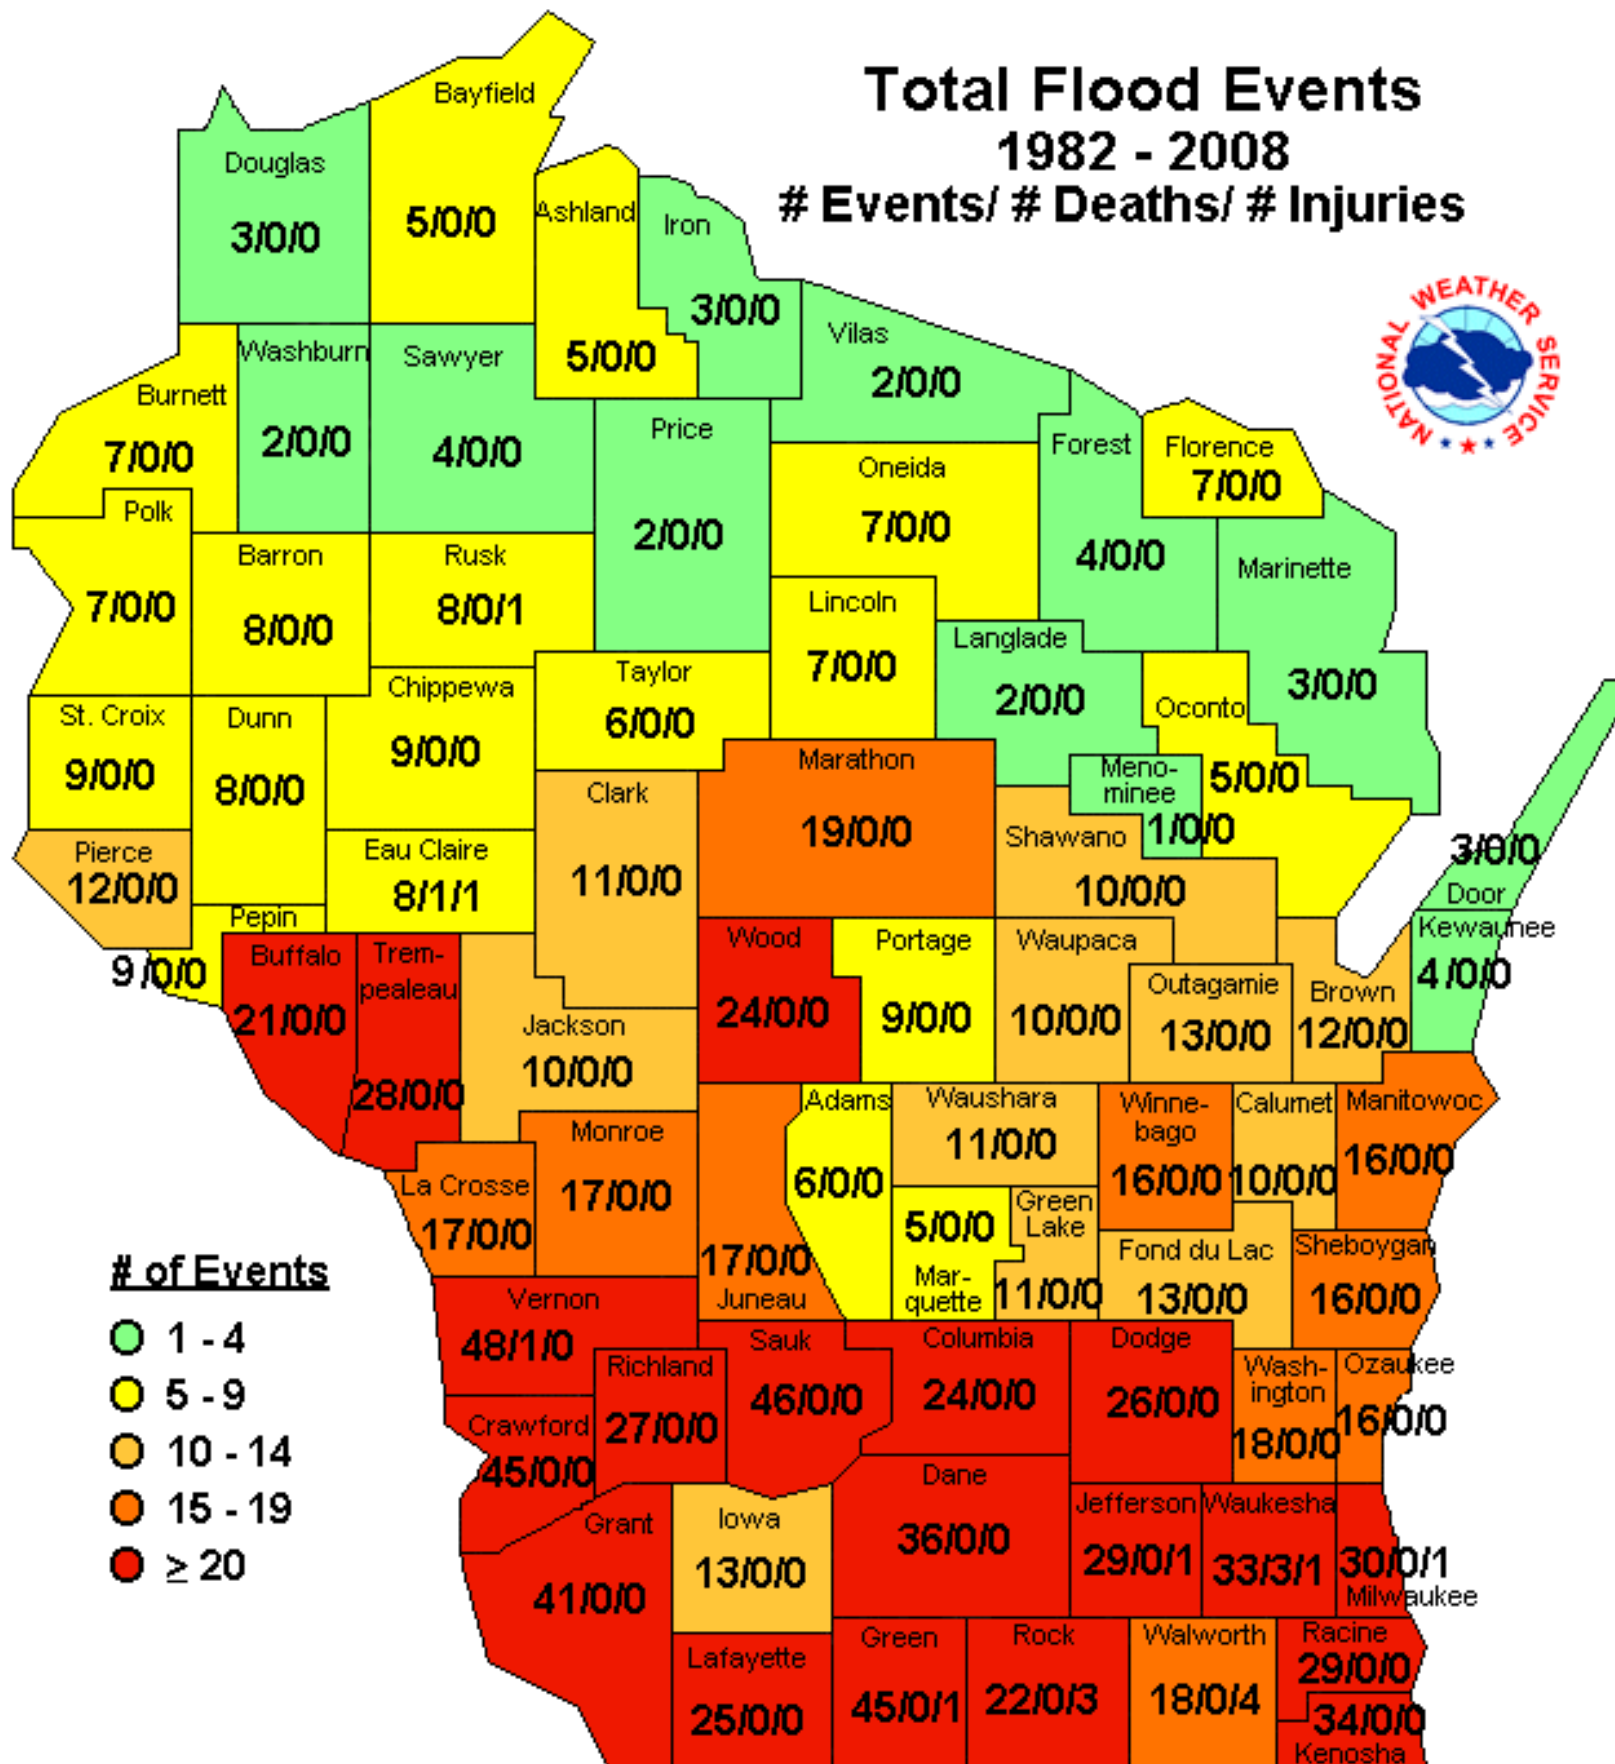 Total Flood Events
1982 - 2008
# Events/ # Deaths/ # Injuries
NATIONAL WEATHER SERVICE
Bayfield
5/0/0
Douglas
3/0/0
Ashland
5/0/0
Iron
3/0/0
Vilas
2/0/0
Burnett
7/0/0
Washburn
2/0/0
Sawyer
4/0/0
Price
2/0/0
Oneida
7/0/0
Forest
4/0/0
Florence
7/0/0
Marinette
3/0/0
Polk
7/0/0
Barron
8/0/0
Rusk
8/0/1
Lincoln
7/0/0
Langlade
2/0/0
Taylor
6/0/0
Chippewa
9/0/0
St. Croix
9/0/0
Dunn
8/0/0
Oconto
5/0/0
Meno-
minee
1/0/0
Marathon
19/0/0
Clark
11/0/0
Shawano
10/0/0
Pierce
12/0/0
Eau Claire
8/1/1
Pepin
9/0/0
3/0/0
Door
Kewaunee
4/0/0
Buffalo
21/0/0
Trem-
pealeau
28/0/0
Jackson
10/0/0
Wood
24/0/0
Portage
9/0/0
Waupaca
10/0/0
Outagamie
13/0/0
Brown
12/0/0
Monroe
17/0/0
La Crosse
17/0/0
17/0/0
Juneau
Adams
6/0/0
Waushara
11/0/0
Winne-
bago
16/0/0
Calumet
10/0/0
Manitowoc
16/0/0
5/0/0
Mar-
quette
Green
Lake
11/0/0
Fond du Lac
13/0/0
Sheboygan
16/0/0
# of Events
1 - 4
5 - 9
10 - 14
15 - 19
≥ 20
Vernon
48/1/0
Richland
27/0/0
Sauk
46/0/0
Columbia
24/0/0
Dodge
26/0/0
Wash-
ington
18/0/0
Ozaukee
16/0/0
Crawford
45/0/0
Grant
41/0/0
Iowa
13/0/0
Dane
36/0/0
Jefferson
29/0/1
Waukesha
33/3/1
30/0/1
Milwaukee
Lafayette
25/0/0
Green
45/0/1
Rock
22/0/3
Walworth
18/0/4
Racine
29/0/0
34/0/0
Kenosha